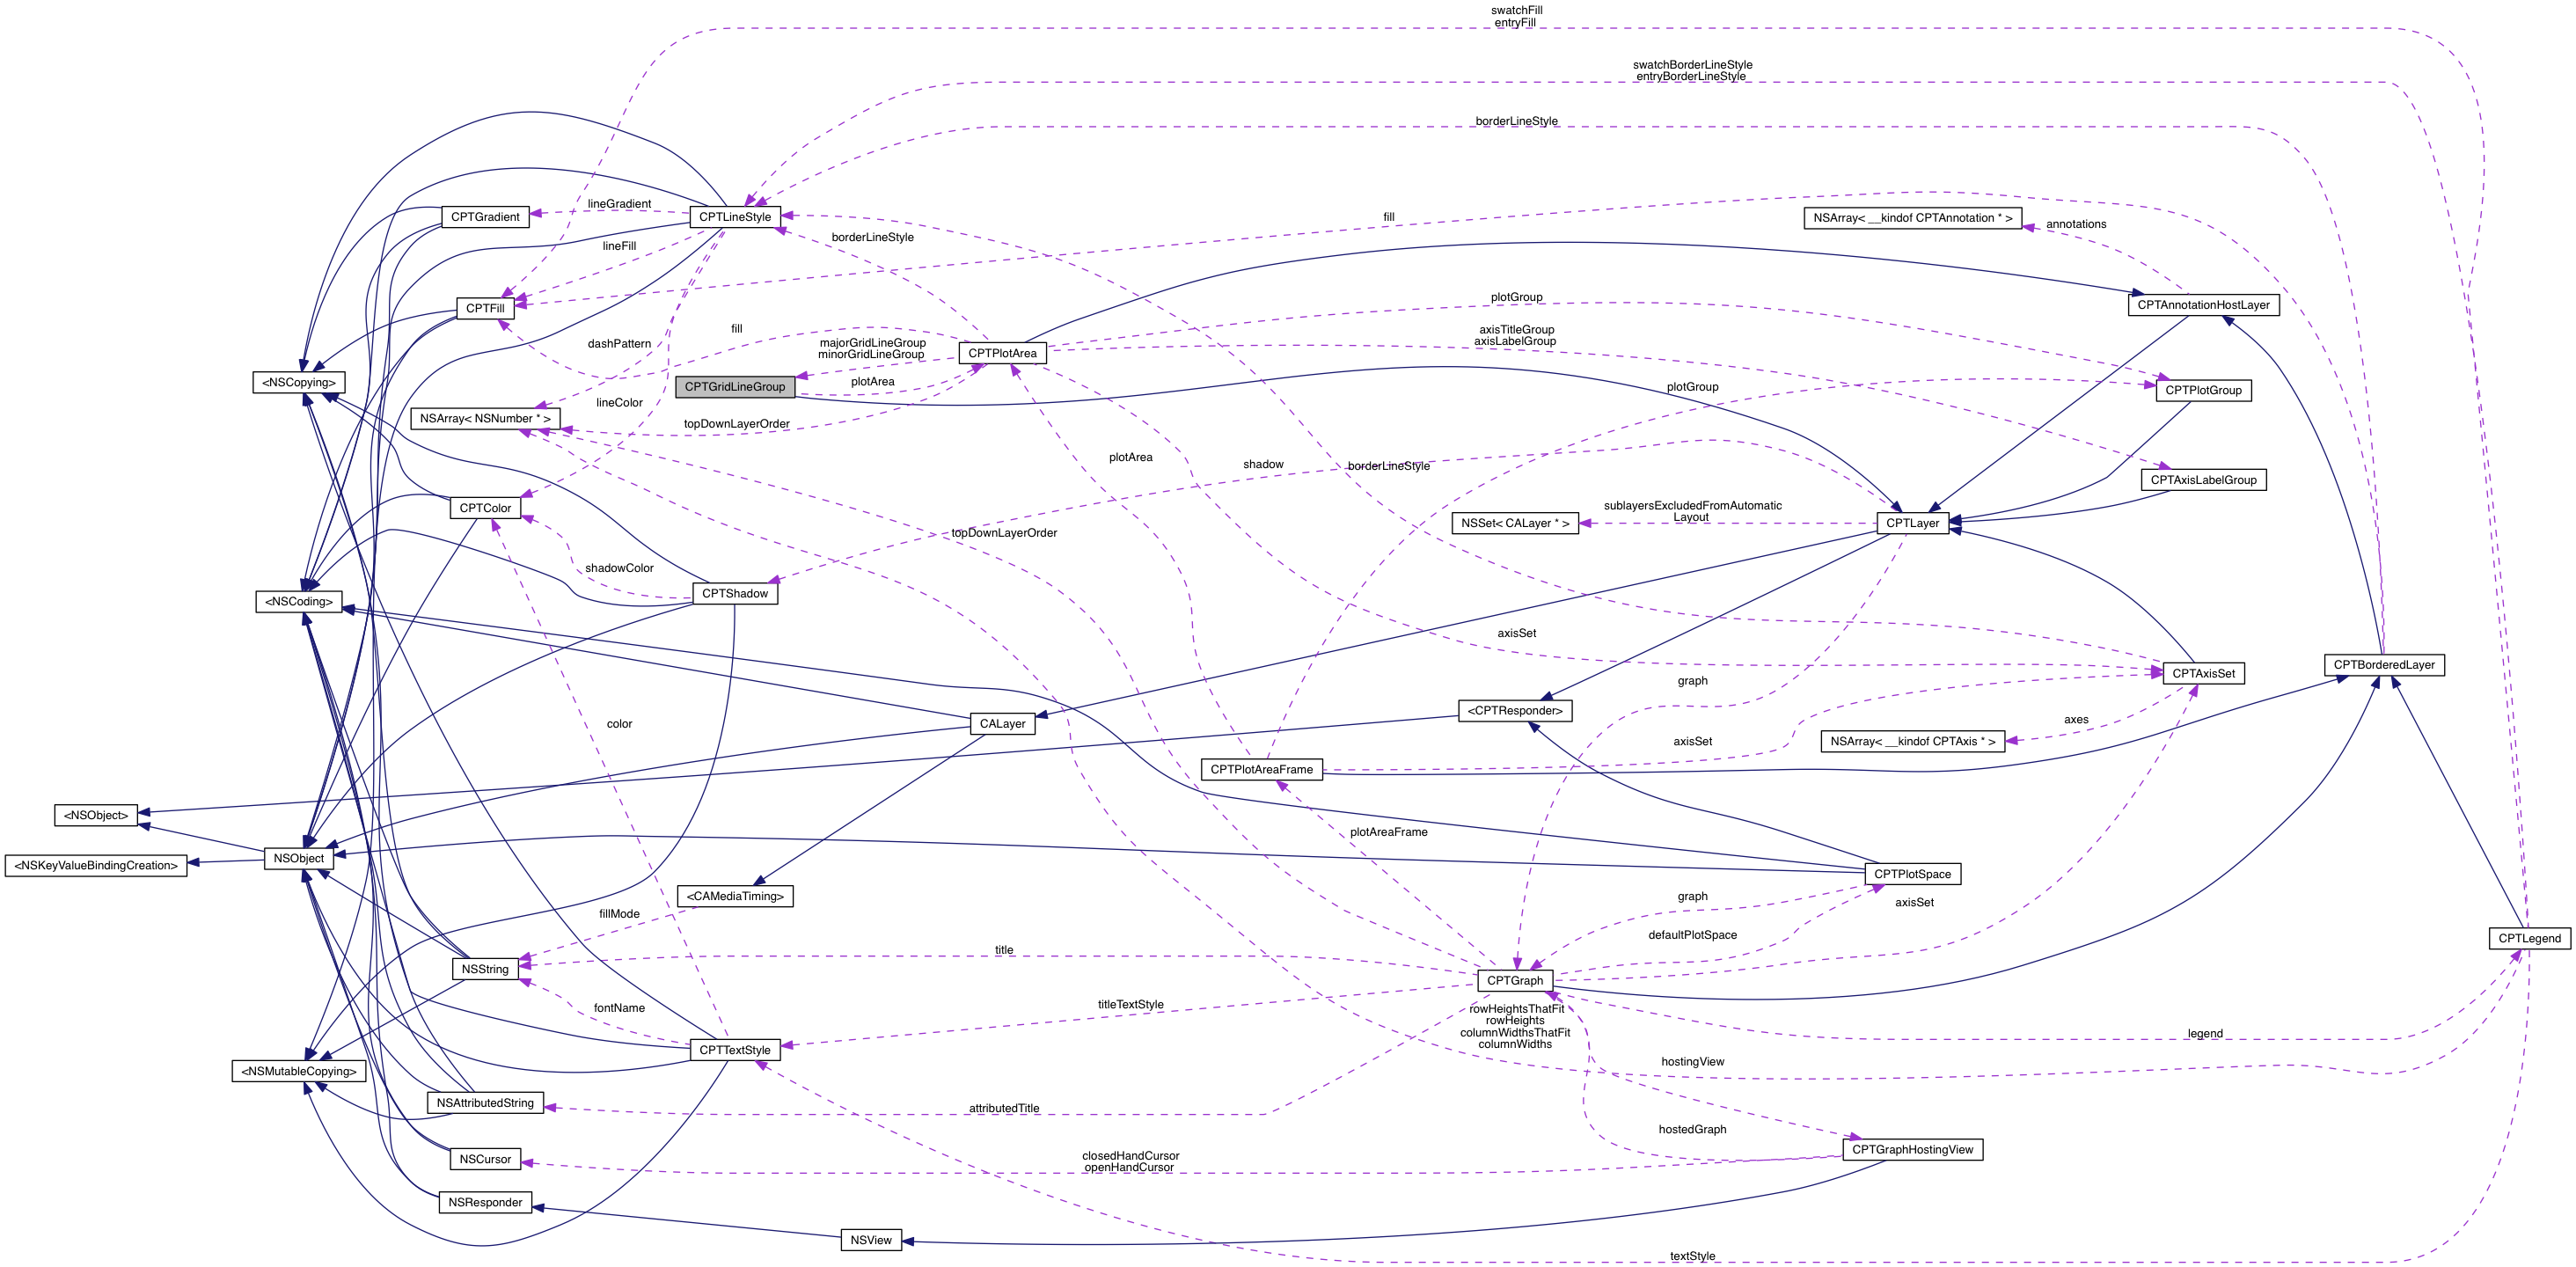 swatchFill
entryFill
swatchBorderLineStyle
entryBorderLineStyle
borderLineStyle
lineGradient
CPTGradient
CPTLineStyle
fill
NSArray< __kindof CPTAnnotation * >
annotations
borderLineStyle
lineFill
CPTFill
plotGroup
CPTAnnotationHostLayer
fill
axisTitleGroup
axisLabelGroup
dashPattern
majorGridLineGroup
minorGridLineGroup
CPTPlotArea
<NSCopying>
CPTGridLineGroup
plotArea
plotGroup
CPTPlotGroup
lineColor
NSArray< NSNumber * >
topDownLayerOrder
plotArea
shadow
borderLineStyle
CPTAxisLabelGroup
CPTColor
sublayersExcludedFromAutomatic
Layout
NSSet< CALayer * >
CPTLayer
topDownLayerOrder
shadowColor
CPTShadow
<NSCoding>
axisSet
CPTBorderedLayer
CPTAxisSet
graph
<CPTResponder>
color
CALayer
axes
axisSet
NSArray< __kindof CPTAxis * >
CPTPlotAreaFrame
<NSObject>
plotAreaFrame
NSObject
<NSKeyValueBindingCreation>
CPTPlotSpace
<CAMediaTiming>
graph
axisSet
fillMode
defaultPlotSpace
CPTLegend
title
NSString
CPTGraph
fontName
titleTextStyle
rowHeightsThatFit
rowHeights
columnWidthsThatFit
columnWidths
legend
CPTTextStyle
hostingView
<NSMutableCopying>
NSAttributedString
attributedTitle
hostedGraph
CPTGraphHostingView
closedHandCursor
openHandCursor
NSCursor
NSResponder
NSView
textStyle